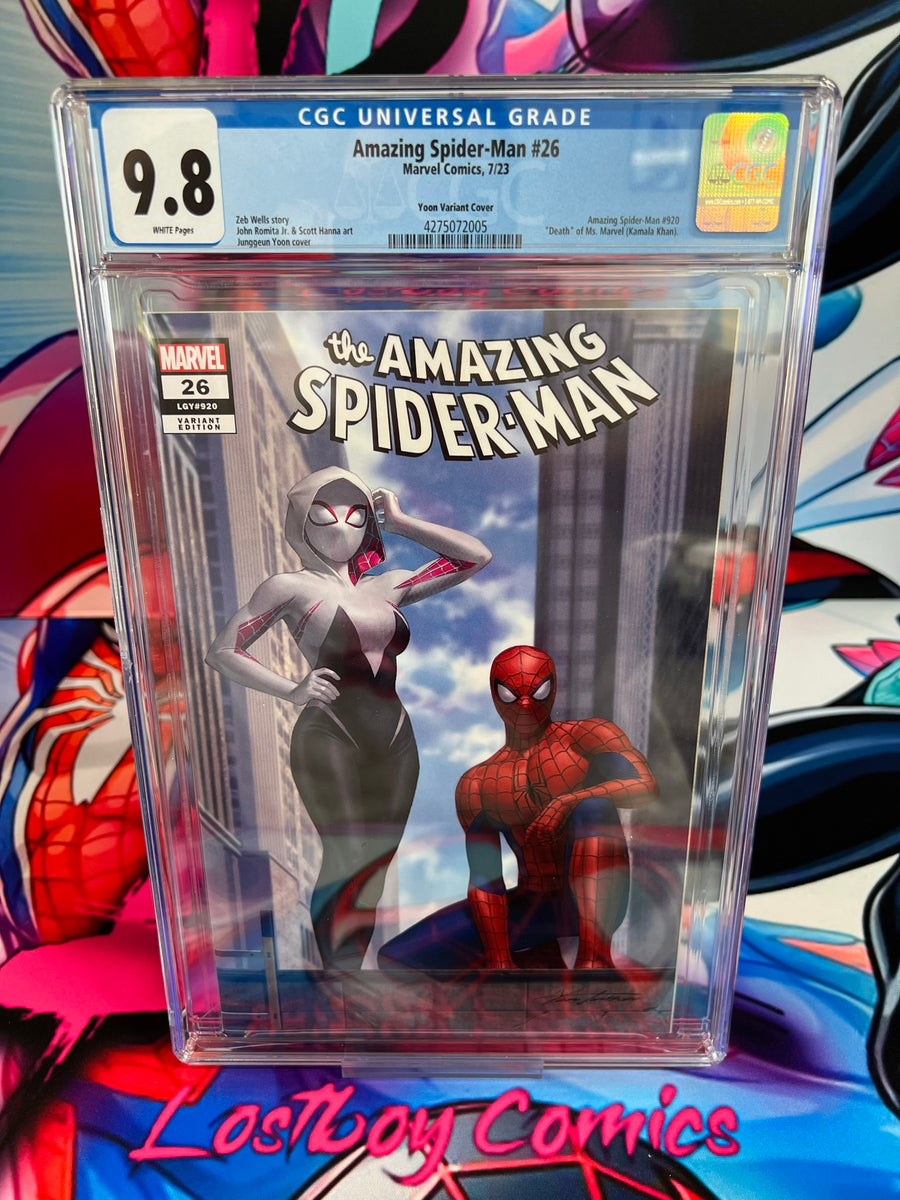 CGC UNIVERSAL GRADE
9.8
WHITE Pages
Amazing Spider-Man #26
Marvel Comics, 7/23
Yoon Variant Cover
4275072005
Zeb Wells story
John Romita Jr. & Scott Hanna art
Junggeun Yoon cover
Amazing Spider-Man #920
"Death" of Ms. Marvel (Kamala Khan).
CGC
CGC
MARVEL
26
LGY#920
VARIANT
EDITION
the AMAZING
SPIDER-MAN
Lostboy Comics